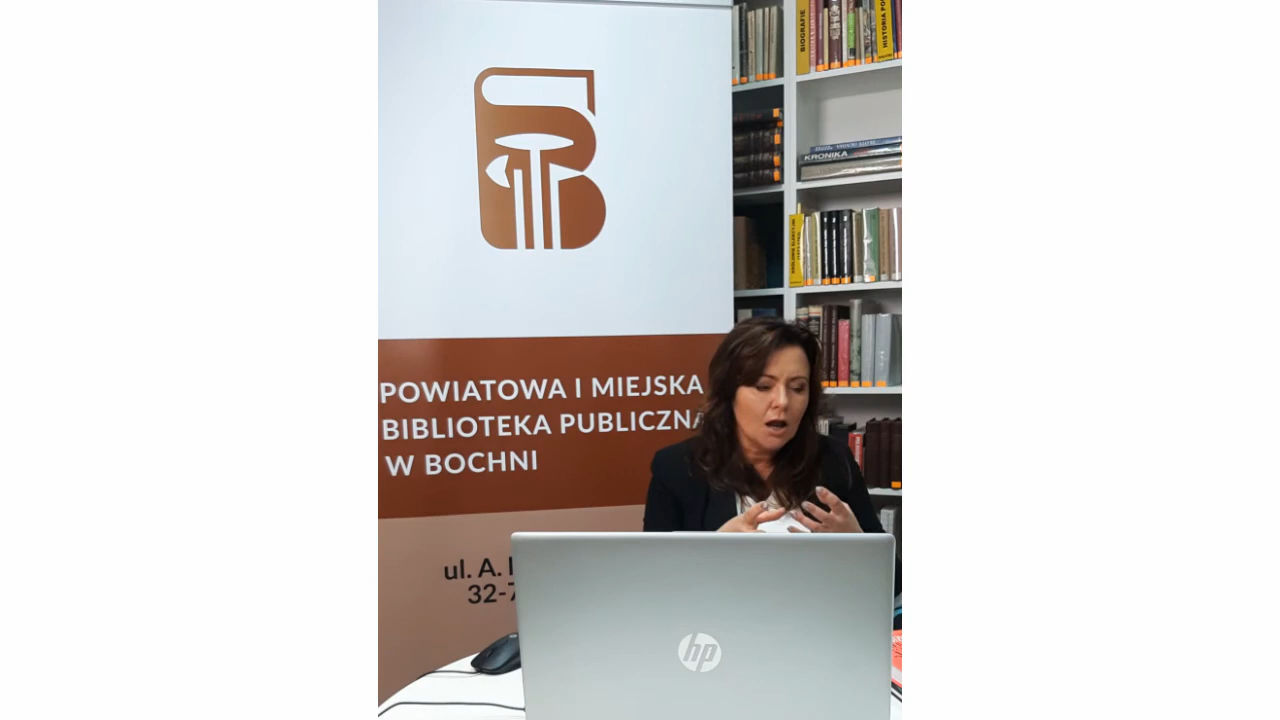 BIOGRAFIE
KRONIKA
POWIATOWA I MIEJSKA
BIBLIOTEKA PUBLICZNA
W BOCHNI
ul. A.
32-7
hp